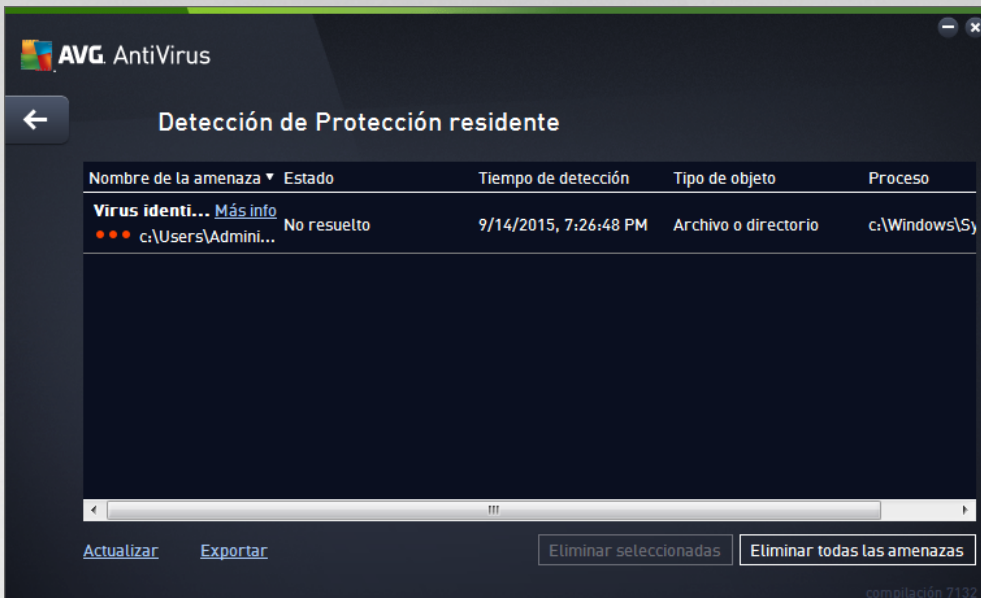 AVG. AntiVirus
Detección de Protección residente
Nombre de la amenaza Estado Tiempo de detección Tipo de objeto Proceso
Virus identi... Más info No resuelto 9/14/2015, 7:26:48 PM Archivo o directorio c:\Windows\Sy
c:\Users\Admini...
Actualizar Exportar Eliminar seleccionadas Eliminar todas las amenazas
compilación 7132